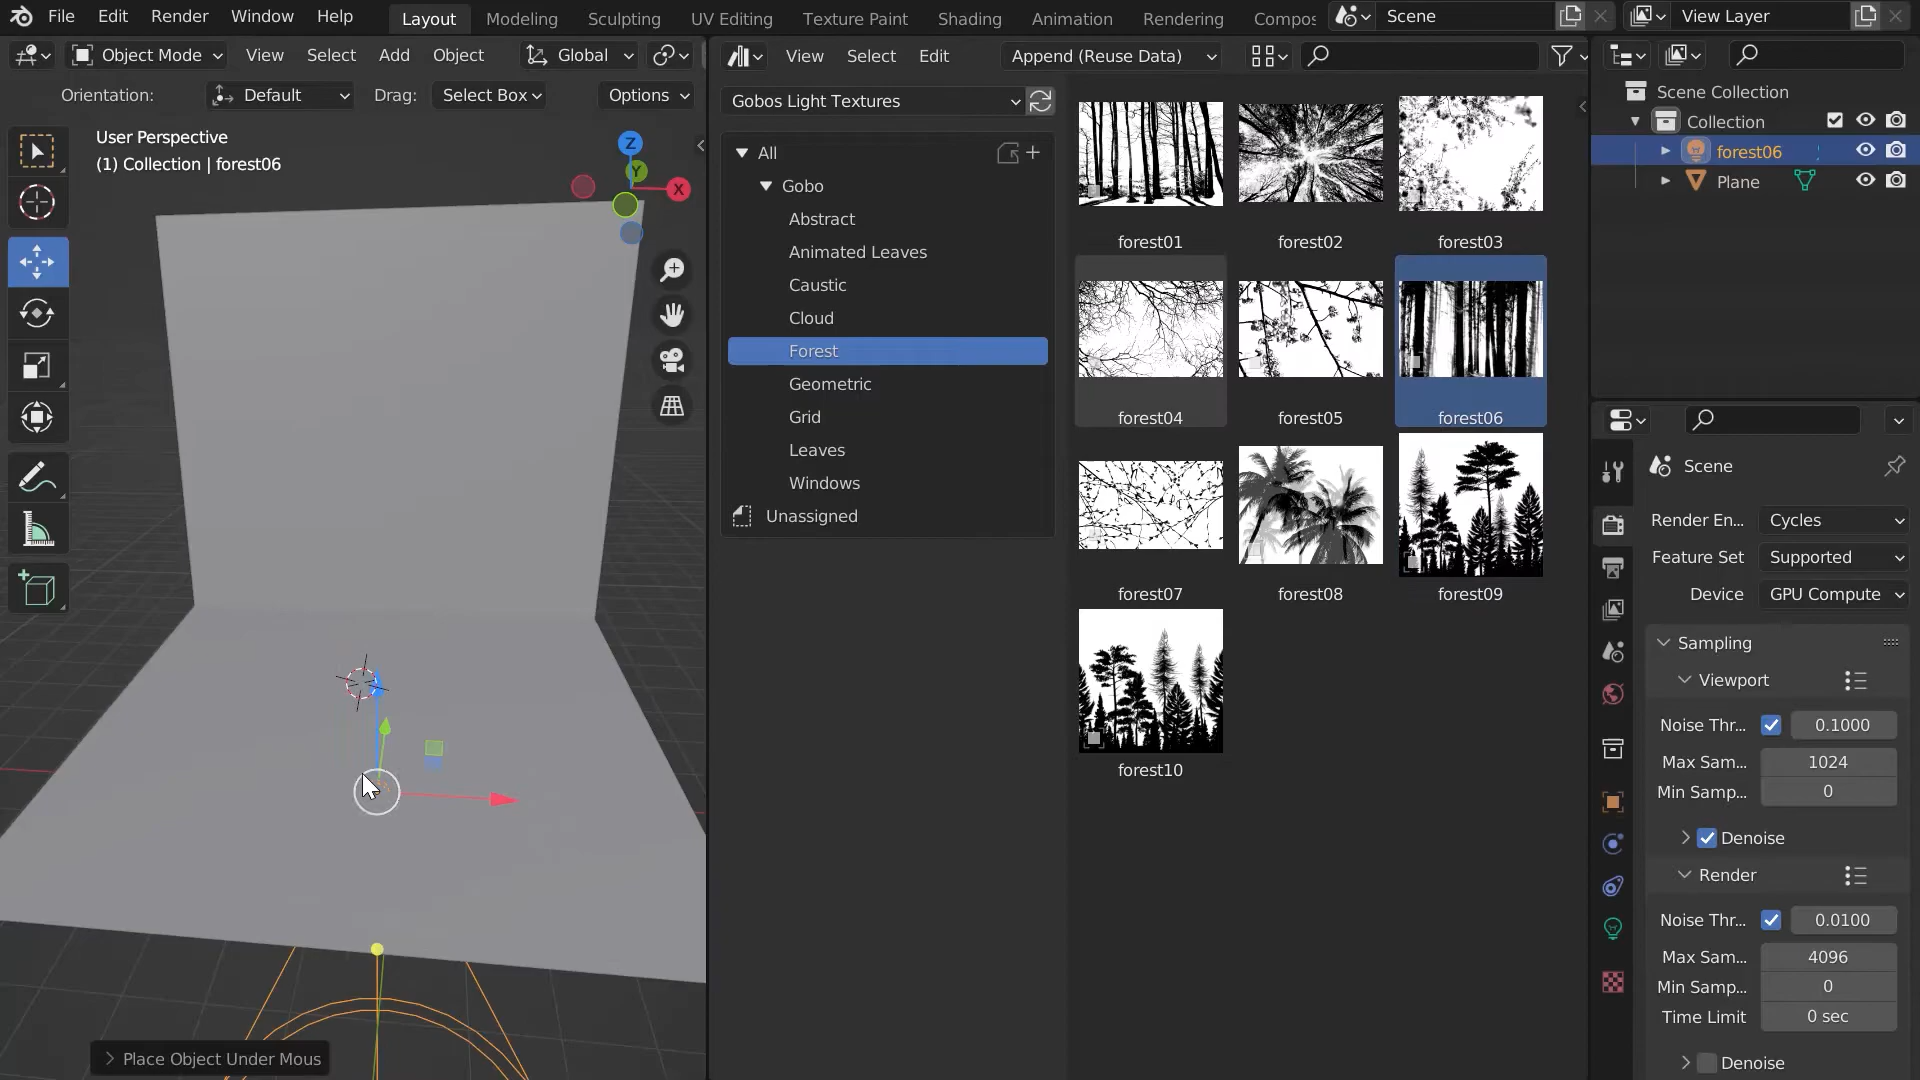 File Edit Render Window Help Layout Modeling Sculpting UV Editing Texture Paint Shading Animation Rendering Compos Scene View Layer
Object Mode View Select Add Object Global View Select Edit Append (Reuse Data)
Orientation: Default Drag: Select Box Options
Gobos Light Textures
User Perspective
(1) Collection | forest06
Z
Y
X
All
Gobo
Abstract
Animated Leaves
Caustic
Cloud
Forest
Geometric
Grid
Leaves
Windows
Unassigned
forest01 forest02 forest03
forest04 forest05 forest06
forest07 forest08 forest09
forest10
Scene Collection
Collection
forest06
Plane
Scene
Render En... Cycles
Feature Set Supported
Device GPU Compute
Sampling
Viewport
Noise Thr... 0.1000
Max Sam... 1024
Min Samp... 0
Denoise
Render
Noise Thr... 0.0100
Max Sam... 4096
Min Samp... 0
Time Limit 0 sec
Denoise
Place Object Under Mous